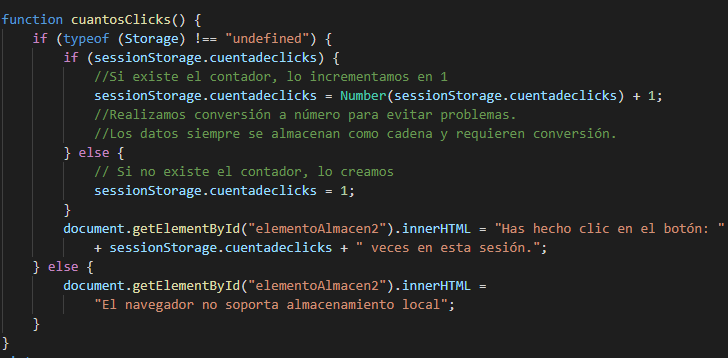 function cuantosClicks() {
    if (typeof (Storage) !== "undefined") {
        if (sessionStorage.cuentadeclicks) {
            //Si existe el contador, lo incrementamos en 1
            sessionStorage.cuentadeclicks = Number(sessionStorage.cuentadeclicks) + 1;
            //Realizamos conversión a número para evitar problemas.
            //Los datos siempre se almacenan como cadena y requieren conversión.
        } else {
            // Si no existe el contador, lo creamos
            sessionStorage.cuentadeclicks = 1;
        }
        document.getElementById("elementoAlmacen2").innerHTML = "Has hecho clic en el botón: "
            + sessionStorage.cuentadeclicks + " veces en esta sesión.";
    } else {
        document.getElementById("elementoAlmacen2").innerHTML =
            "El navegador no soporta almacenamiento local";
    }
}